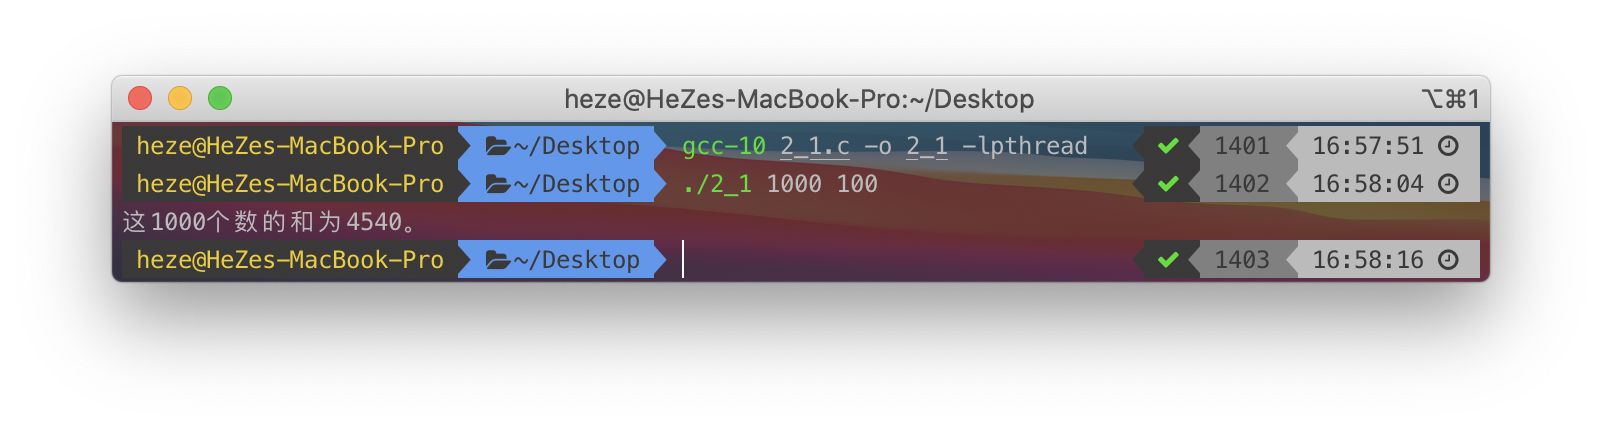 heze@HeZes-MacBook-Pro:~/Desktop ⌥⌘1
heze@HeZes-MacBook-Pro ~/Desktop gcc-10 2_1.c -o 2_1 -lpthread ✔ 1401 16:57:51
heze@HeZes-MacBook-Pro ~/Desktop ./2_1 1000 100 ✔ 1402 16:58:04
这1000个数的和为4540。
heze@HeZes-MacBook-Pro ~/Desktop ✔ 1403 16:58:16